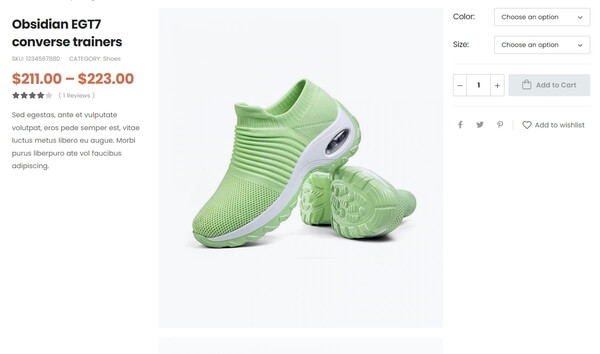 Obsidian EGT7
converse trainers
SKU: 1234567880 CATEGORY: Shoes
$211.00 – $223.00
( 1 Reviews )
Sed egestas, ante et vulputate
volutpat, eros pede semper est, vitae
luctus metus libero eu augue. Morbi
purus liberpuro ate vol faucibus
adipiscing.
Color:
Choose an option
Size:
Choose an option
− 1 +
Add to Cart
Add to wishlist